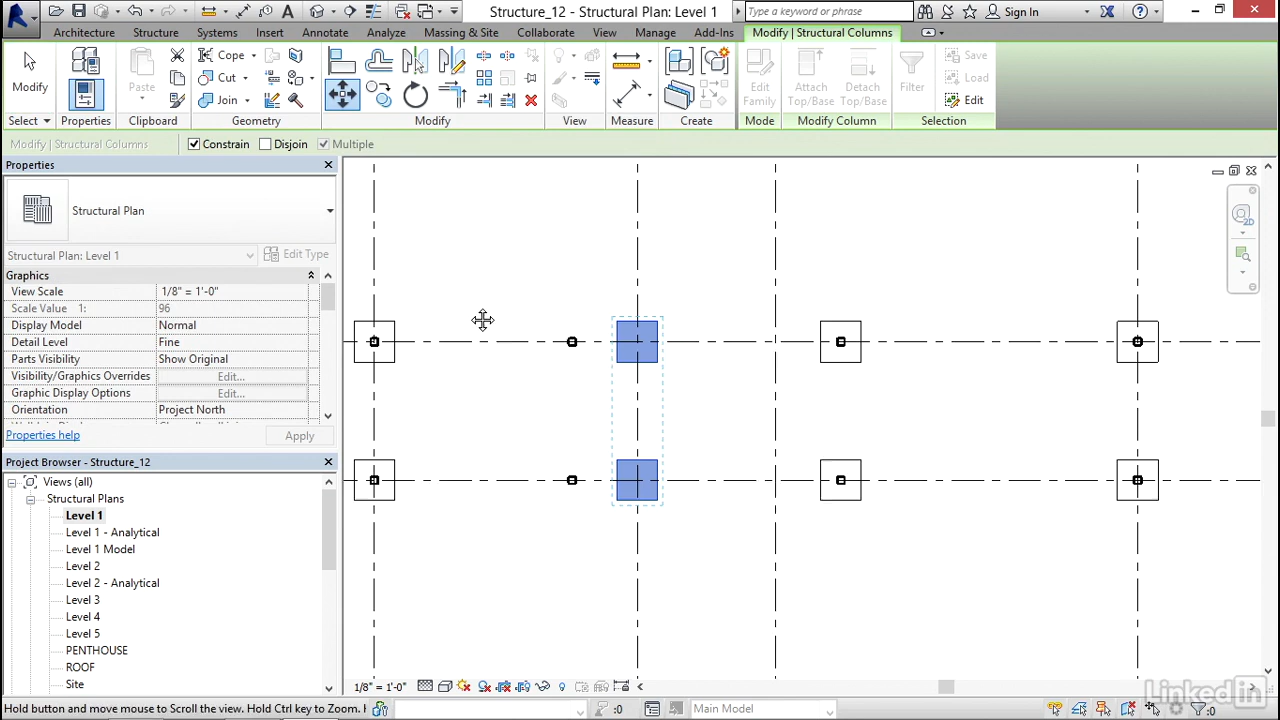 Structure_12 - Structural Plan: Level 1
Type a keyword or phrase
Sign In
Architecture Structure Systems Insert Annotate Analyze Massing & Site Collaborate View Manage Add-Ins Modify | Structural Columns
Modify
Paste
Cope
Cut
Join
Edit Family
Attach Top/Base
Detach Top/Base
Filter
Save
Load
Edit
Select Properties Clipboard Geometry Modify View Measure Create Mode Modify Column Selection
Modify | Structural Columns
Constrain Disjoin Multiple
Properties
Structural Plan
Structural Plan: Level 1
Edit Type
Graphics
View Scale 1/8" = 1'-0"
Scale Value 1: 96
Display Model Normal
Detail Level Fine
Parts Visibility Show Original
Visibility/Graphics Overrides Edit...
Graphic Display Options Edit...
Orientation Project North
Properties help
Apply
Project Browser - Structure_12
Views (all)
Structural Plans
Level 1
Level 1 - Analytical
Level 1 Model
Level 2
Level 2 - Analytical
Level 3
Level 4
Level 5
PENTHOUSE
ROOF
Site
2D
1/8" = 1'-0"
Hold button and move mouse to Scroll the view. Hold Ctrl key to Zoom.
:0
Main Model
:0
Linked in